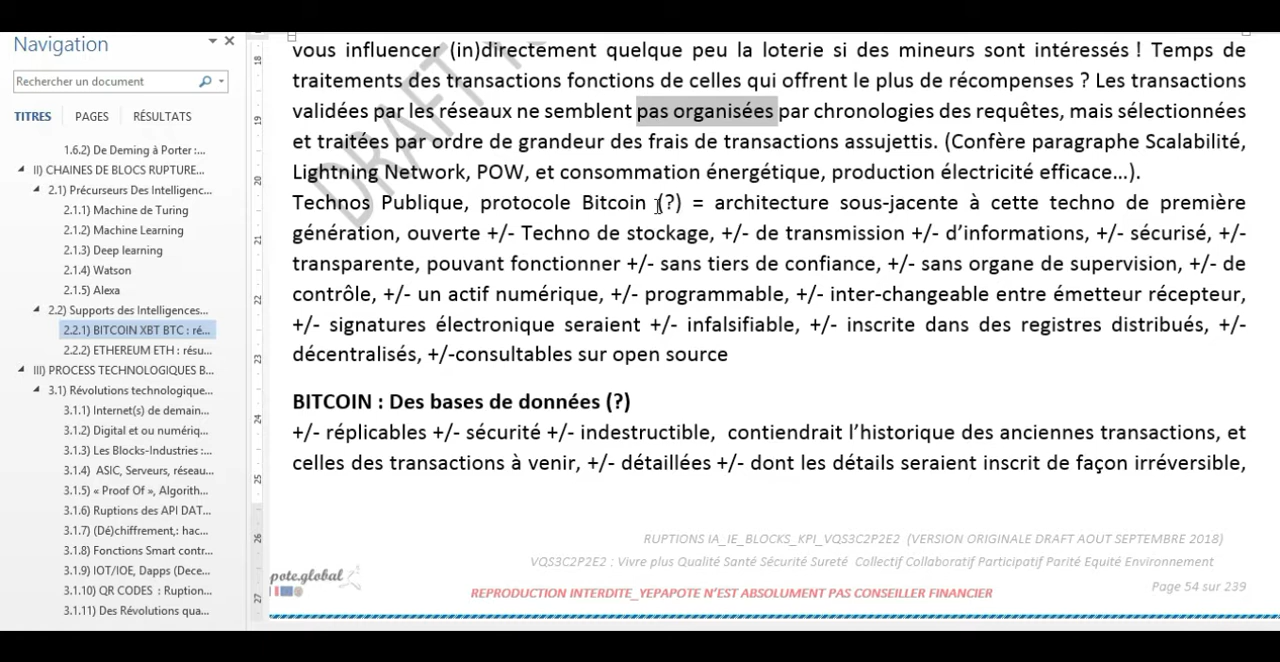 Navigation
Rechercher un document
TITRES PAGES RÉSULTATS
1.6.2) De Deming à Porter :...
II) CHAINES DE BLOCS RUPTURE...
2.1) Précurseurs Des Intelligenc...
2.1.1) Machine de Turing
2.1.2) Machine Learning
2.1.3) Deep learning
2.1.4) Watson
2.1.5) Alexa
2.2) Supports des Intelligences...
2.2.1) BITCOIN XBT BTC : ré...
2.2.2) ETHEREUM ETH : résu...
III) PROCESS TECHNOLOGIQUES B...
3.1) Révolutions technologique...
3.1.1) Internet(s) de demain...
3.1.2) Digital et ou numériq...
3.1.3) Les Blocks-Industries :...
3.1.4) ASIC, Serveurs, réseau...
3.1.5) « Proof Of », Algorith...
3.1.6) Ruptions des API DAT...
3.1.7) (Dé)chiffrement,: hac...
3.1.8) Fonctions Smart contr...
3.1.9) IOT/IOE, Dapps (Dece...
3.1.10) QR CODES : Ruption...
3.1.11) Des Révolutions qua...
18
19
20
21
22
23
24
25
26
27
vous influencer (in)directement quelque peu la loterie si des mineurs sont intéressés ! Temps de
traitements des transactions fonctions de celles qui offrent le plus de récompenses ? Les transactions
validées par les réseaux ne semblent pas organisées par chronologies des requêtes, mais sélectionnées
et traitées par ordre de grandeur des frais de transactions assujettis. (Confère paragraphe Scalabilité,
Lightning Network, POW, et consommation énergétique, production électricité efficace...).
Technos Publique, protocole Bitcoin (?) = architecture sous-jacente à cette techno de première
génération, ouverte +/- Techno de stockage, +/- de transmission +/- d'informations, +/- sécurisé, +/-
transparente, pouvant fonctionner +/- sans tiers de confiance, +/- sans organe de supervision, +/- de
contrôle, +/- un actif numérique, +/- programmable, +/- inter-changeable entre émetteur récepteur,
+/- signatures électronique seraient +/- infalsifiable, +/- inscrite dans des registres distribués, +/-
décentralisés, +/-consultables sur open source
BITCOIN : Des bases de données (?)
+/- réplicables +/- sécurité +/- indestructible, contiendrait l'historique des anciennes transactions, et
celles des transactions à venir, +/- détaillées +/- dont les détails seraient inscrit de façon irréversible,
DRAFT
RUPTIONS IA_IE_BLOCKS_KPI_VQS3C2P2E2 (VERSION ORIGINALE DRAFT AOUT SEPTEMBRE 2018)
VQS3C2P2E2 : Vivre plus Qualité Santé Sécurité Sureté Collectif Collaboratif Participatif Parité Equité Environnement
pote.global
Page 54 sur 239
REPRODUCTION INTERDITE_YEPAPOTE N'EST ABSOLUMENT PAS CONSEILLER FINANCIER